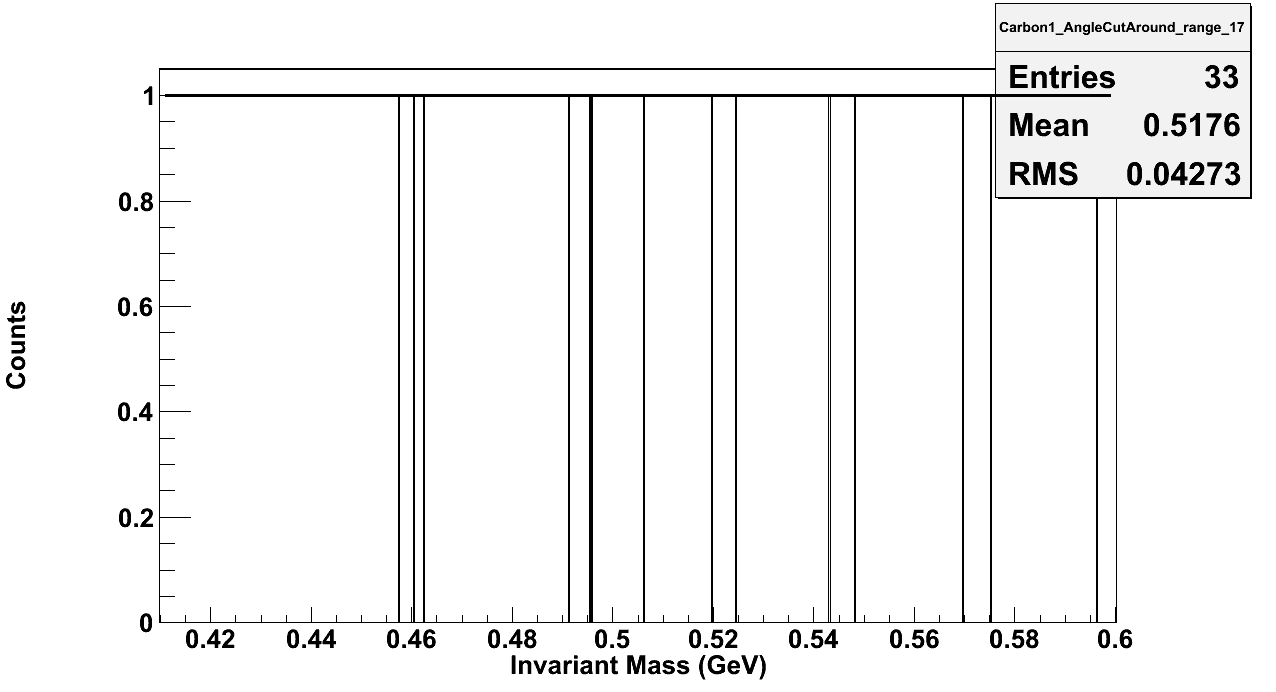 Carbon1_AngleCutAround_range_17
Entries 33
Mean 0.5176
RMS 0.04273
1
0.8
0.6
0.4
0.2
0
Counts
0.42 0.44 0.46 0.48 0.5 0.52 0.54 0.56 0.58 0.6
Invariant Mass (GeV)